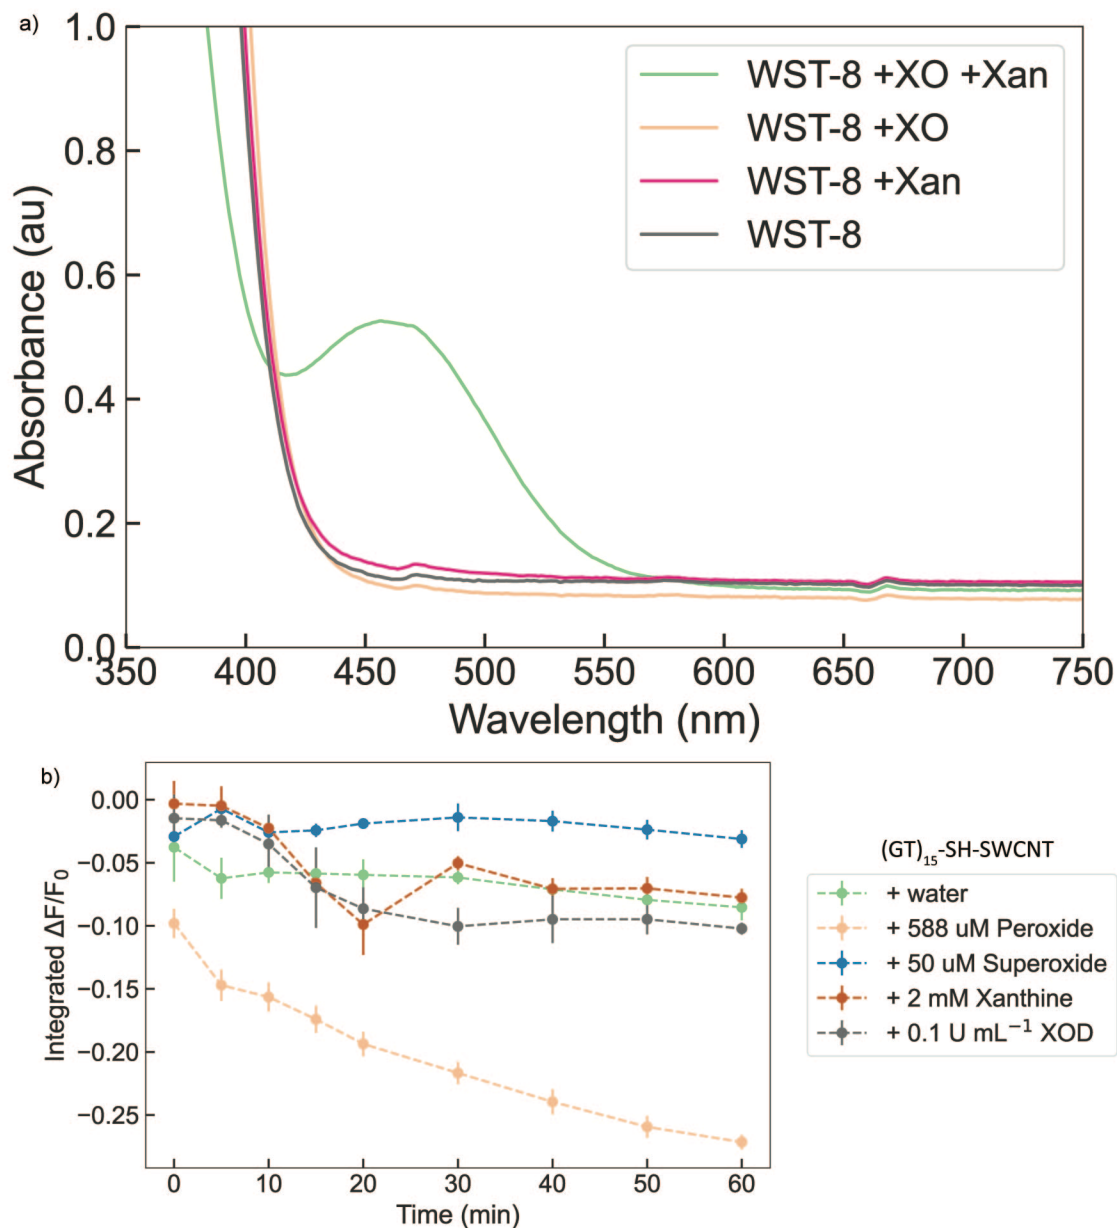 a)
1.0
0.8
0.6
0.4
0.2
0.0
Absorbance (au)
WST-8 +XO +Xan
WST-8 +XO
WST-8 +Xan
WST-8
350 400 450 500 550 600 650 700 750
Wavelength (nm)
b)
0.00
−0.05
−0.10
−0.15
−0.20
−0.25
Integrated ΔF/F₀
0 10 20 30 40 50 60
Time (min)
(GT)₁₅-SH-SWCNT
+ water
+ 588 uM Peroxide
+ 50 uM Superoxide
+ 2 mM Xanthine
+ 0.1 U mL⁻¹ XOD